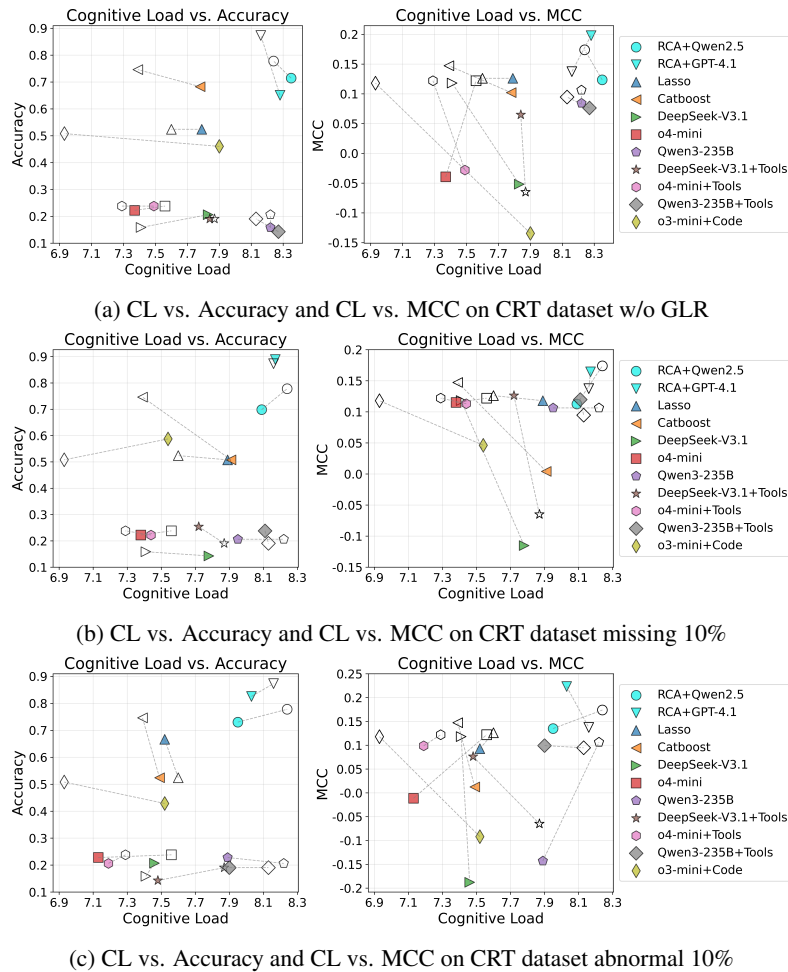 Cognitive Load vs. Accuracy
Cognitive Load vs. MCC
0.9
0.8
0.7
0.6
0.5
0.4
0.3
0.2
0.1
Accuracy
6.9 7.1 7.3 7.5 7.7 7.9 8.1 8.3
Cognitive Load
0.2
0.15
0.1
0.05
0.0
-0.05
-0.1
-0.15
MCC
6.9 7.1 7.3 7.5 7.7 7.9 8.1 8.3
Cognitive Load
RCA+Qwen2.5
RCA+GPT-4.1
Lasso
Catboost
DeepSeek-V3.1
o4-mini
Qwen3-235B
DeepSeek-V3.1+Tools
o4-mini+Tools
Qwen3-235B+Tools
o3-mini+Code
(a) CL vs. Accuracy and CL vs. MCC on CRT dataset w/o GLR
Cognitive Load vs. Accuracy
Cognitive Load vs. MCC
0.9
0.8
0.7
0.6
0.5
0.4
0.3
0.2
0.1
Accuracy
6.9 7.1 7.3 7.5 7.7 7.9 8.1 8.3
Cognitive Load
0.2
0.15
0.1
0.05
0.0
-0.05
-0.1
-0.15
MCC
6.9 7.1 7.3 7.5 7.7 7.9 8.1 8.3
Cognitive Load
RCA+Qwen2.5
RCA+GPT-4.1
Lasso
Catboost
DeepSeek-V3.1
o4-mini
Qwen3-235B
DeepSeek-V3.1+Tools
o4-mini+Tools
Qwen3-235B+Tools
o3-mini+Code
(b) CL vs. Accuracy and CL vs. MCC on CRT dataset missing 10%
Cognitive Load vs. Accuracy
Cognitive Load vs. MCC
0.9
0.8
0.7
0.6
0.5
0.4
0.3
0.2
0.1
Accuracy
6.9 7.1 7.3 7.5 7.7 7.9 8.1 8.3
Cognitive Load
0.25
0.2
0.15
0.1
0.05
0.0
-0.05
-0.1
-0.15
-0.2
MCC
6.9 7.1 7.3 7.5 7.7 7.9 8.1 8.3
Cognitive Load
RCA+Qwen2.5
RCA+GPT-4.1
Lasso
Catboost
DeepSeek-V3.1
o4-mini
Qwen3-235B
DeepSeek-V3.1+Tools
o4-mini+Tools
Qwen3-235B+Tools
o3-mini+Code
(c) CL vs. Accuracy and CL vs. MCC on CRT dataset abnormal 10%